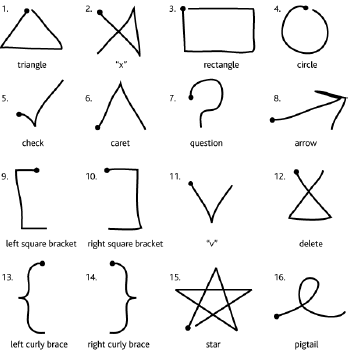 1. 2. 3. 4.
triangle "x" rectangle circle
5. 6. 7. 8.
check caret question arrow
9. 10. 11. 12.
left square bracket right square bracket "v" delete
13. 14. 15. 16.
left curly brace right curly brace star pigtail